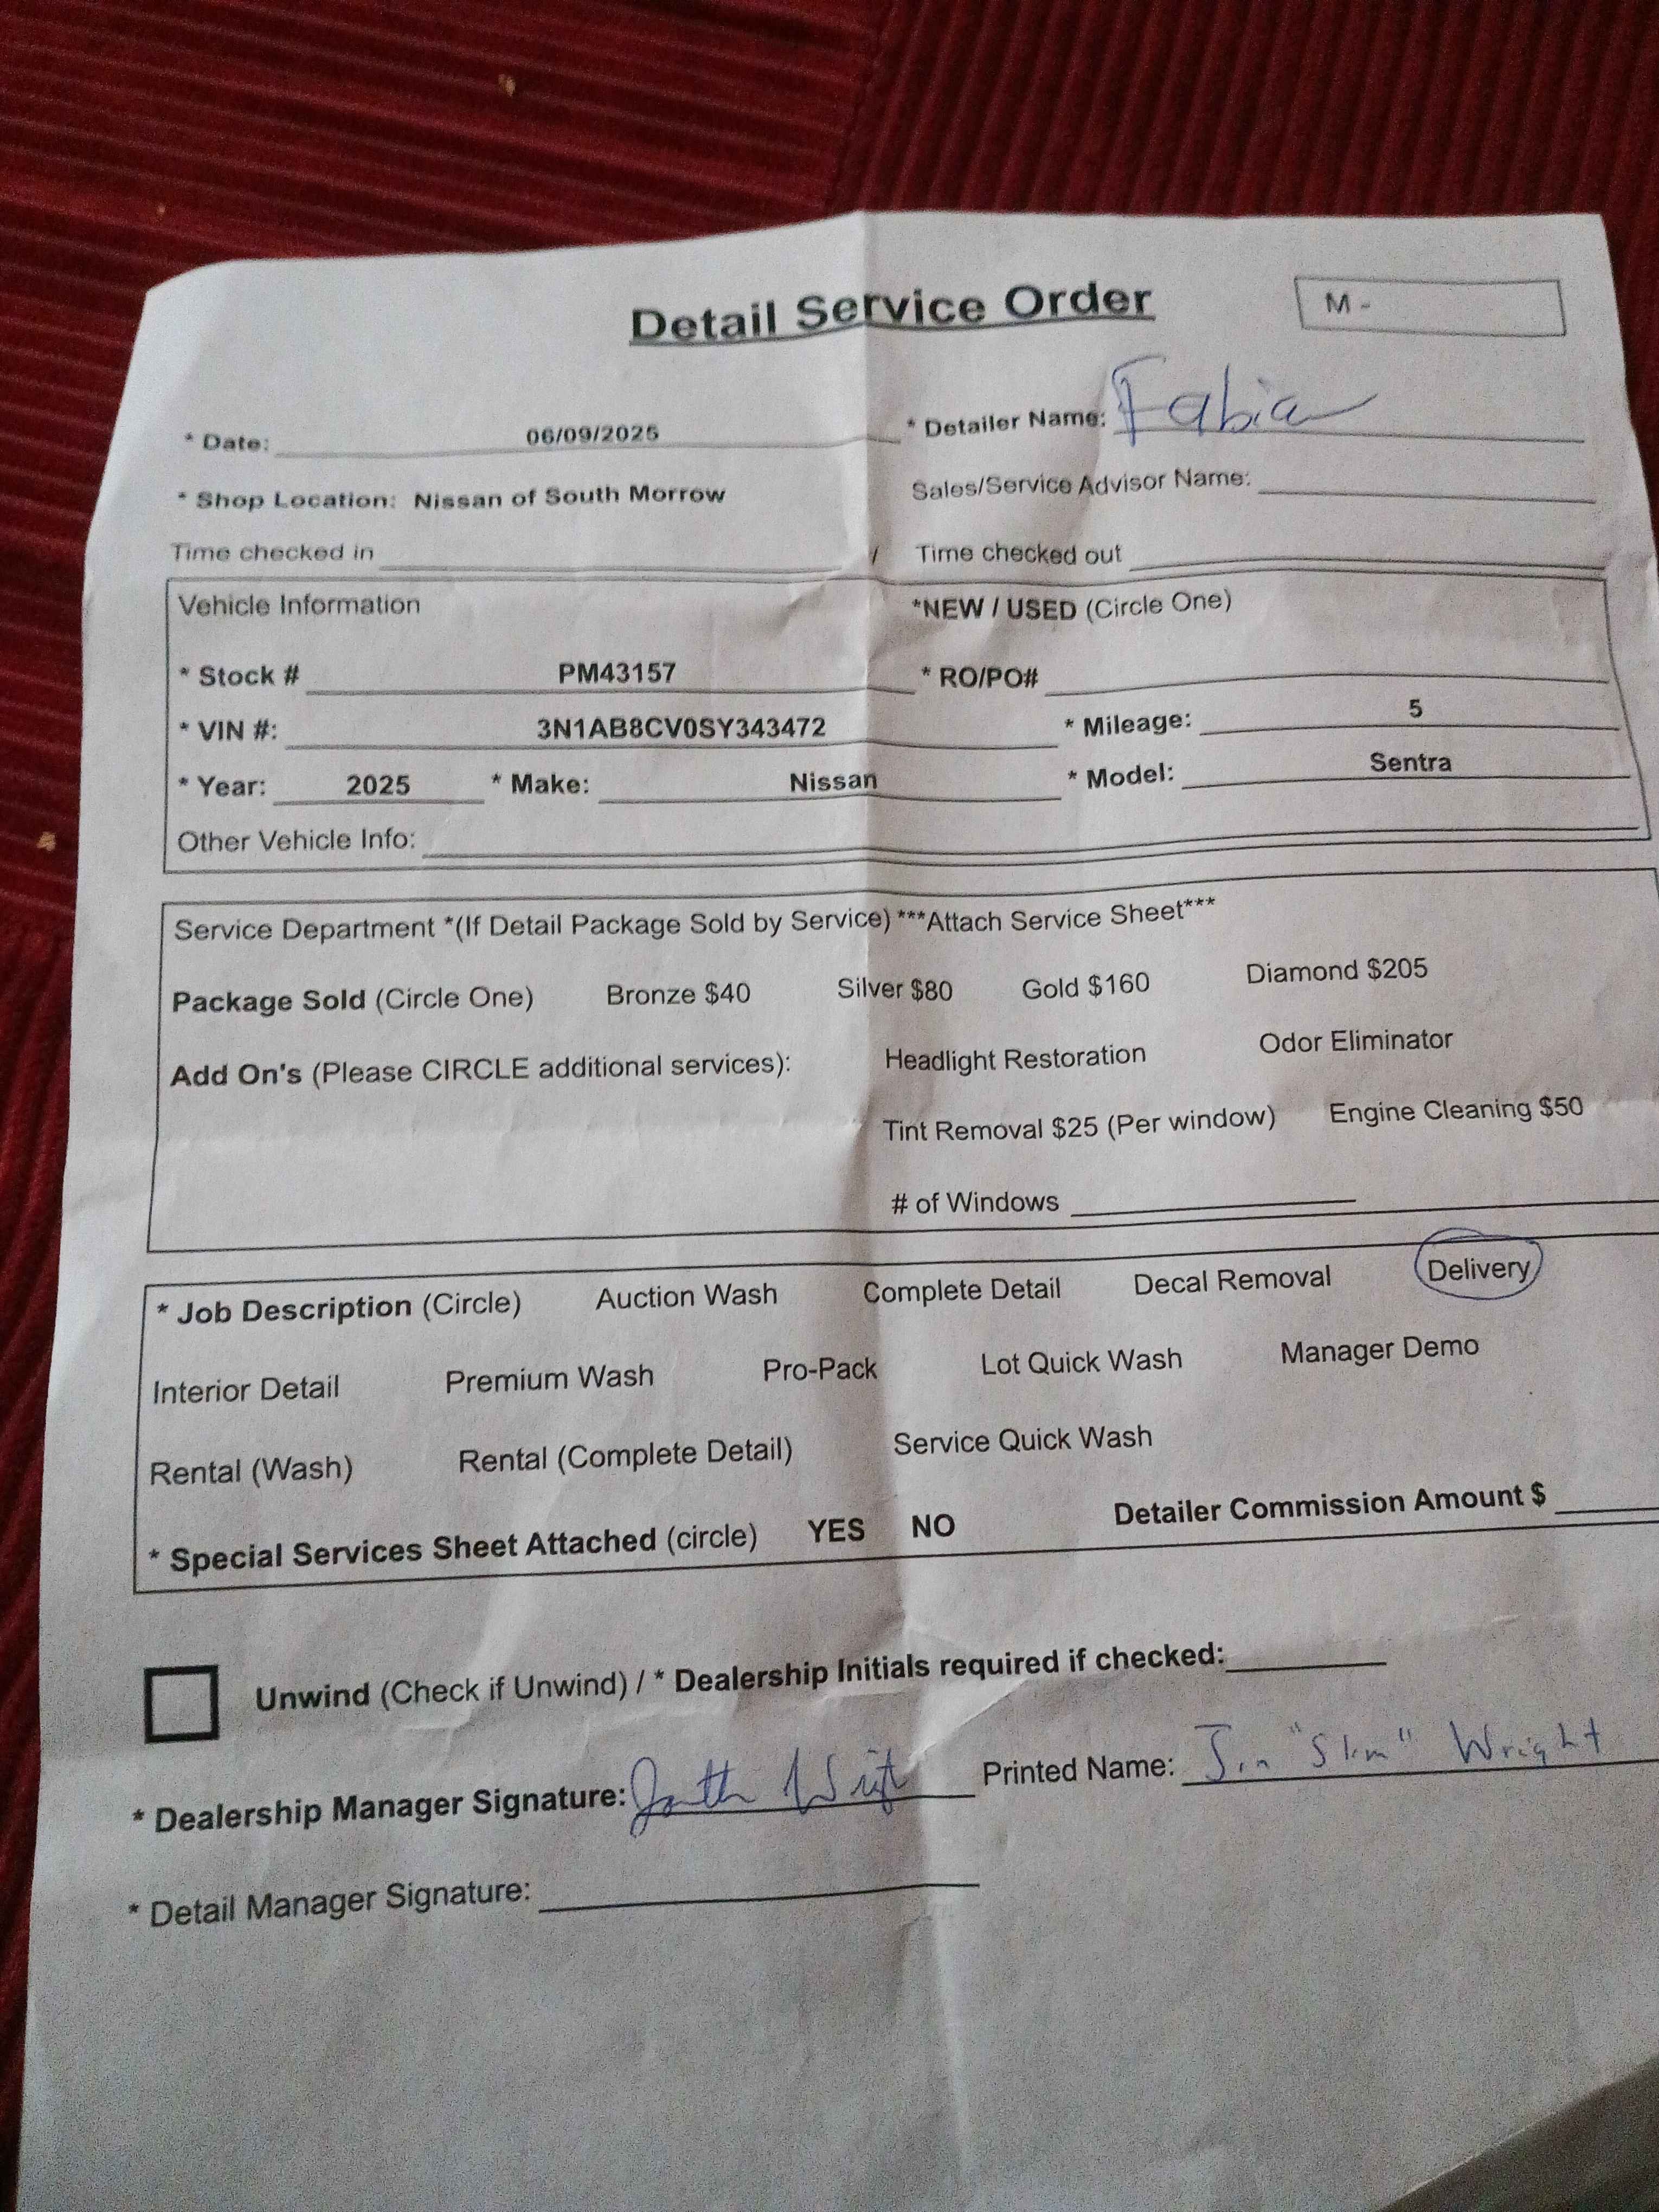 Detail Service Order
M -
* Date: 06/09/2025 * Detailer Name: Fabian
* Shop Location: Nissan of South Morrow Sales/Service Advisor Name:
Time checked in / Time checked out
Vehicle Information *NEW / USED (Circle One)
* Stock # PM43157 * RO/PO#
* VIN #: 3N1AB8CV0SY343472 * Mileage: 5
* Year: 2025 * Make: Nissan * Model: Sentra
Other Vehicle Info:
Service Department *(If Detail Package Sold by Service) ***Attach Service Sheet***
Package Sold (Circle One) Bronze $40 Silver $80 Gold $160 Diamond $205
Add On's (Please CIRCLE additional services): Headlight Restoration Odor Eliminator
Tint Removal $25 (Per window) Engine Cleaning $50
# of Windows
* Job Description (Circle) Auction Wash Complete Detail Decal Removal Delivery
Interior Detail Premium Wash Pro-Pack Lot Quick Wash Manager Demo
Rental (Wash) Rental (Complete Detail) Service Quick Wash
* Special Services Sheet Attached (circle) YES NO Detailer Commission Amount $
Unwind (Check if Unwind) / * Dealership Initials required if checked:
* Dealership Manager Signature: Printed Name: "Slim" Wright
* Detail Manager Signature: